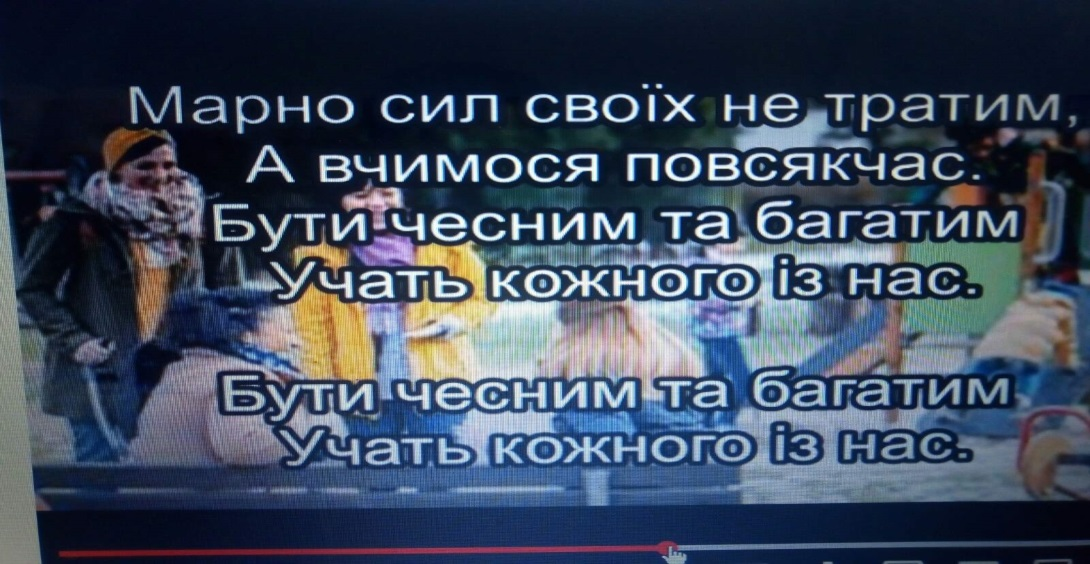 Марно сил своїх не тратим,
А вчимося повсякчас.
Бути чесним та багатим
Учать кожного із нас.
Бути чесним та багатим
Учать кожного із нас.